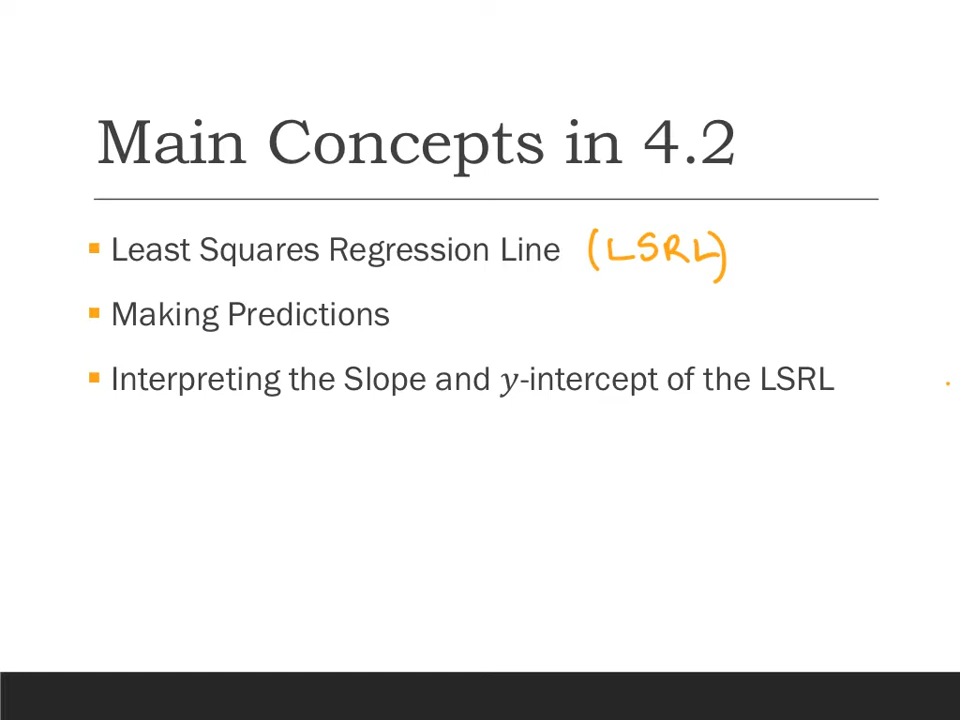 Main Concepts in 4.2
▪ Least Squares Regression Line (LSRL)
▪ Making Predictions
▪ Interpreting the Slope and y-intercept of the LSRL